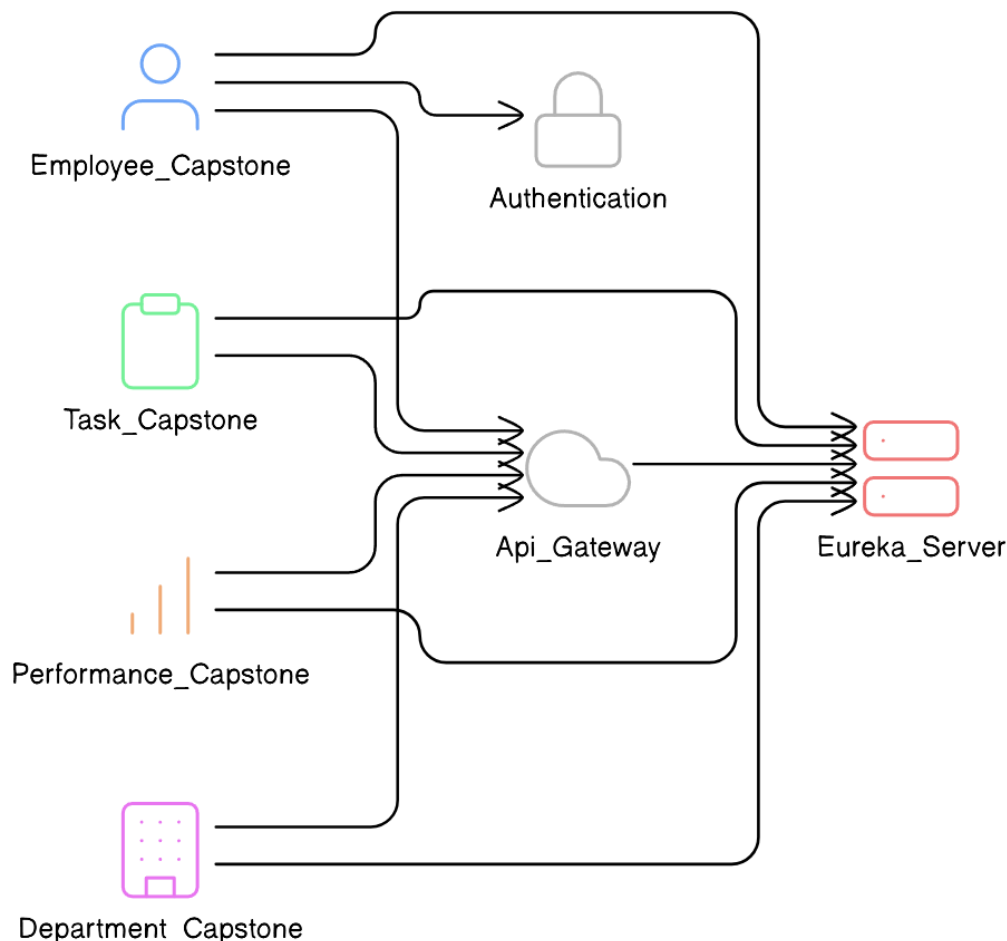 Employee_Capstone
Authentication
Task_Capstone
Api_Gateway
Eureka_Server
Performance_Capstone
Department_Capstone